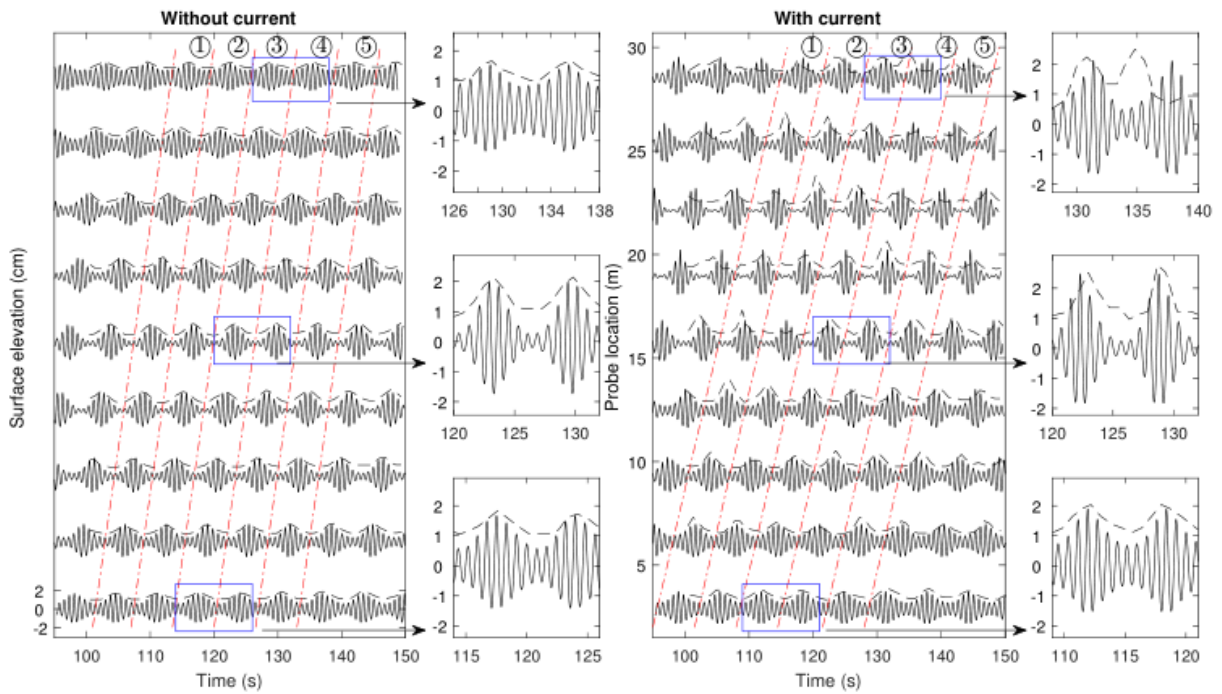 Without current
With current
① ② ③ ④ ⑤
① ② ③ ④ ⑤
Surface elevation (cm)
2
0
-2
100 110 120 130 140 150
Time (s)
2
1
0
-1
-2
126 130 134 138
2
1
0
-1
-2
120 125 130
2
1
0
-1
-2
115 120 125
Probe location (m)
30
25
20
15
10
5
100 110 120 130 140 150
Time (s)
2
1
0
-1
-2
130 135 140
2
1
0
-1
-2
120 125 130
2
1
0
-1
-2
110 115 120